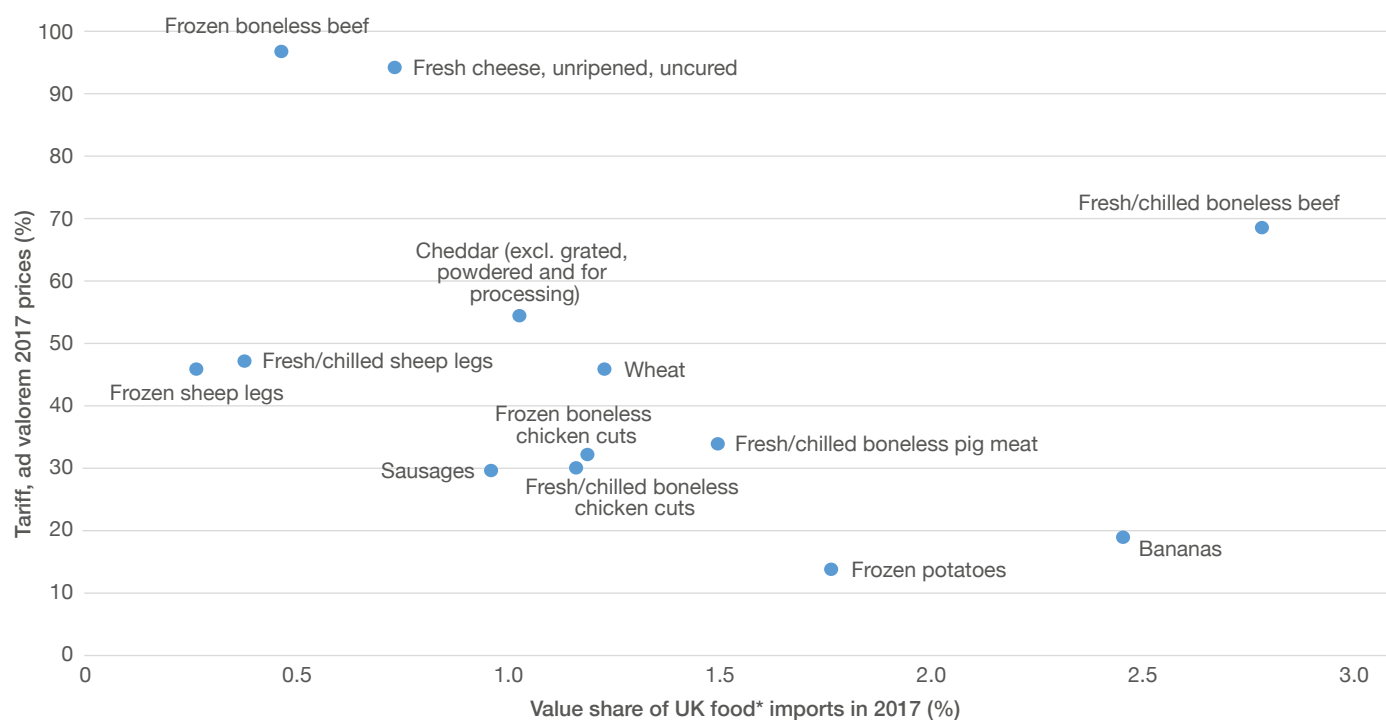 Frozen boneless beef
100
Fresh cheese, unripened, uncured
90
80
Fresh/chilled boneless beef
70
Cheddar (excl. grated,
powdered and for
processing)
60
50
Fresh/chilled sheep legs
Wheat
Frozen sheep legs
40
Frozen boneless
chicken cuts
Fresh/chilled boneless pig meat
30
Sausages
Fresh/chilled boneless
chicken cuts
20
Bananas
Frozen potatoes
10
0
Tariff, ad valorem 2017 prices (%)
0 0.5 1.0 1.5 2.0 2.5 3.0
Value share of UK food* imports in 2017 (%)